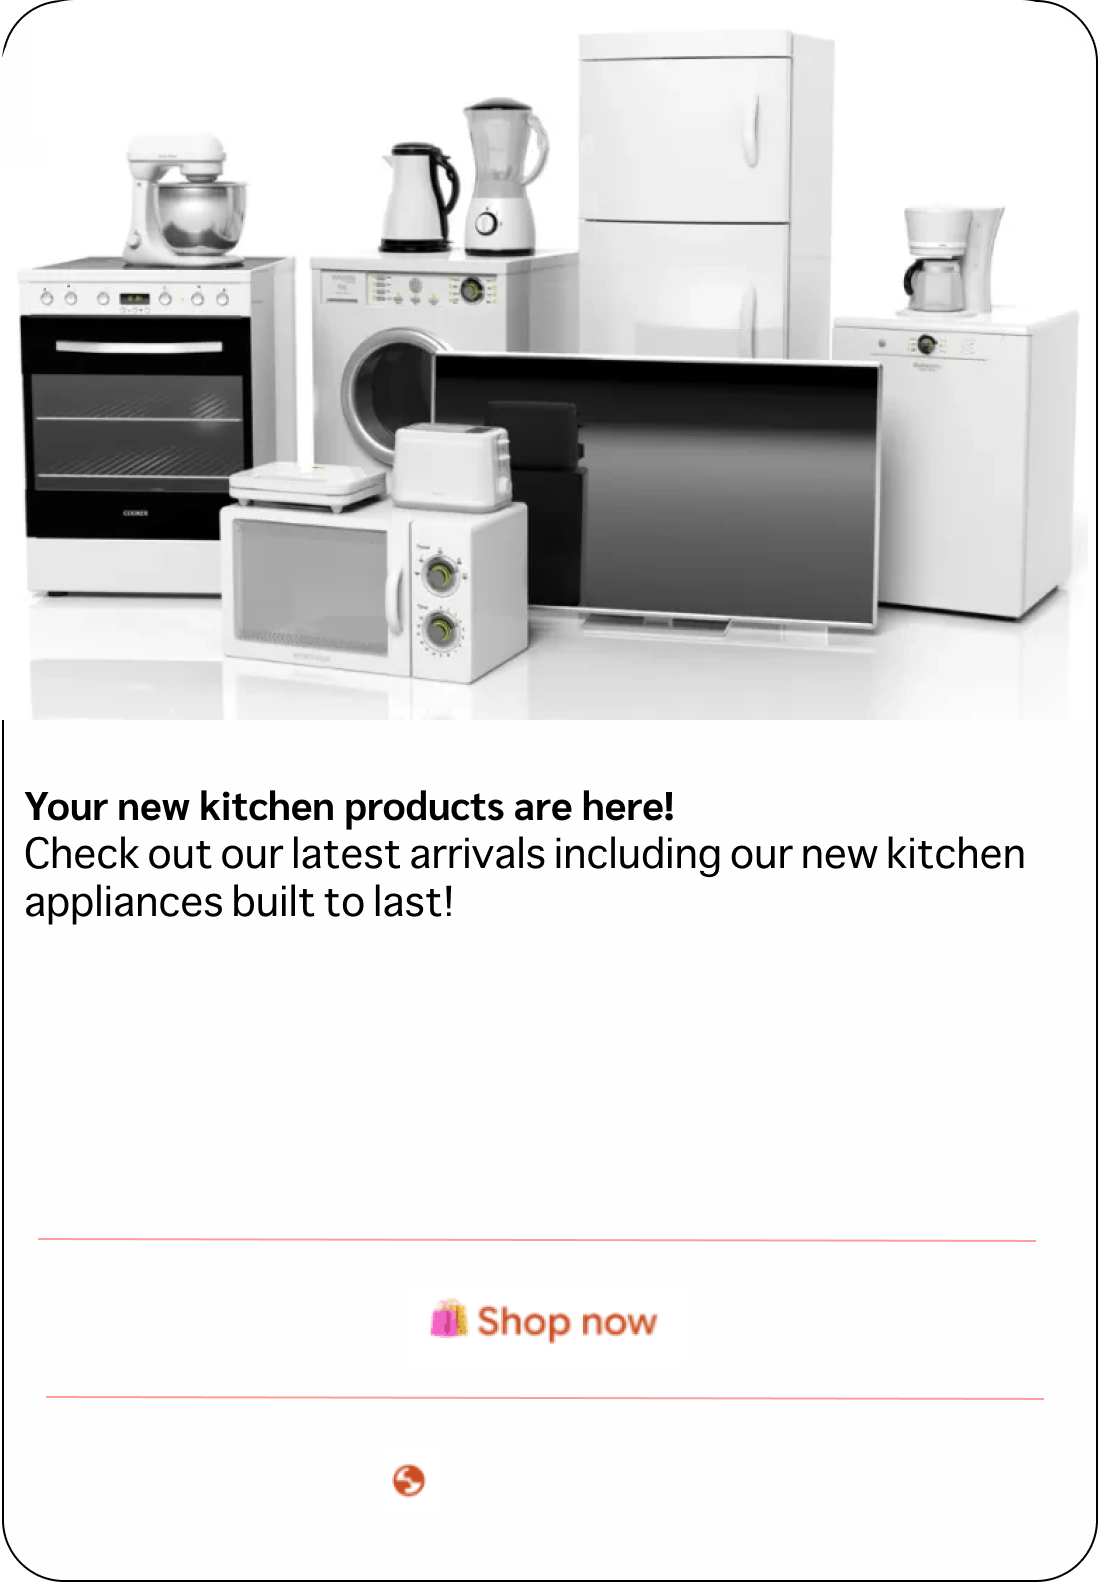 COOKER
Your new kitchen products are here!
Check out our latest arrivals including our new kitchen
appliances built to last!
Shop now